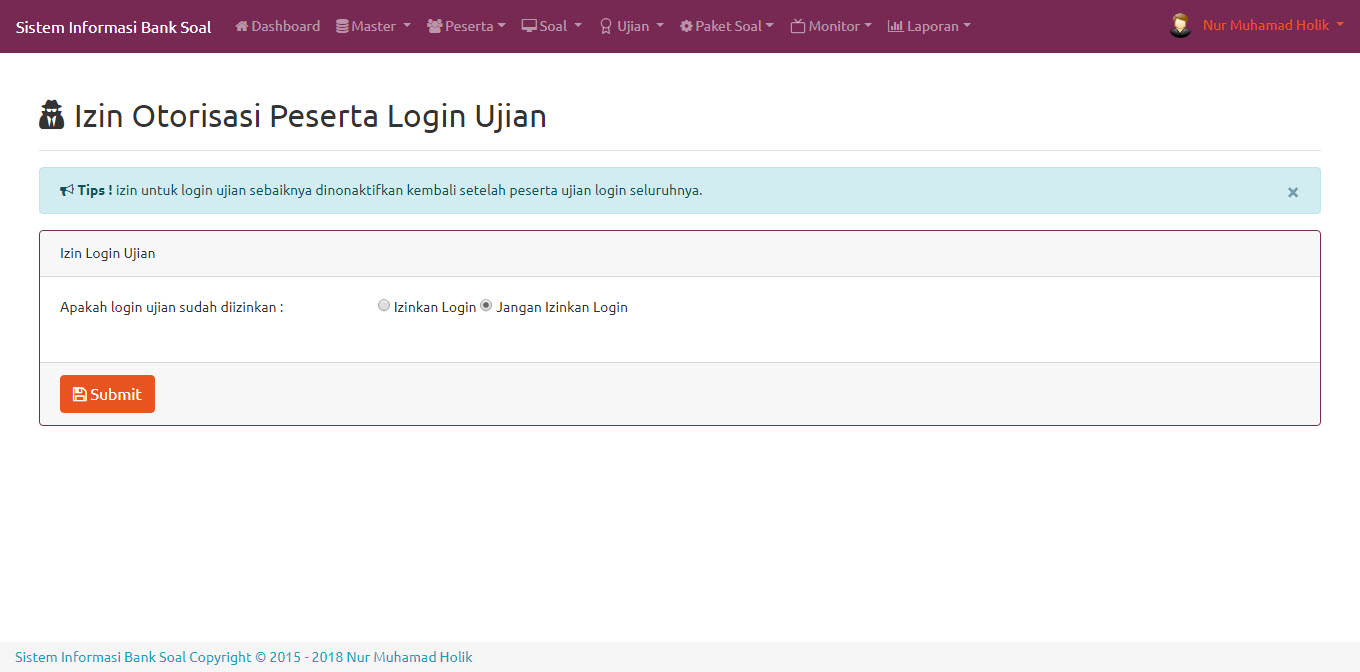 Sistem Informasi Bank Soal Dashboard Master Peserta Soal Ujian Paket Soal Monitor Laporan Nur Muhamad Holik
Izin Otorisasi Peserta Login Ujian
Tips ! izin untuk login ujian sebaiknya dinonaktifkan kembali setelah peserta ujian login seluruhnya. ×
Izin Login Ujian
Apakah login ujian sudah diizinkan : Izinkan Login Jangan Izinkan Login
Submit
Sistem Informasi Bank Soal Copyright © 2015 - 2018 Nur Muhamad Holik